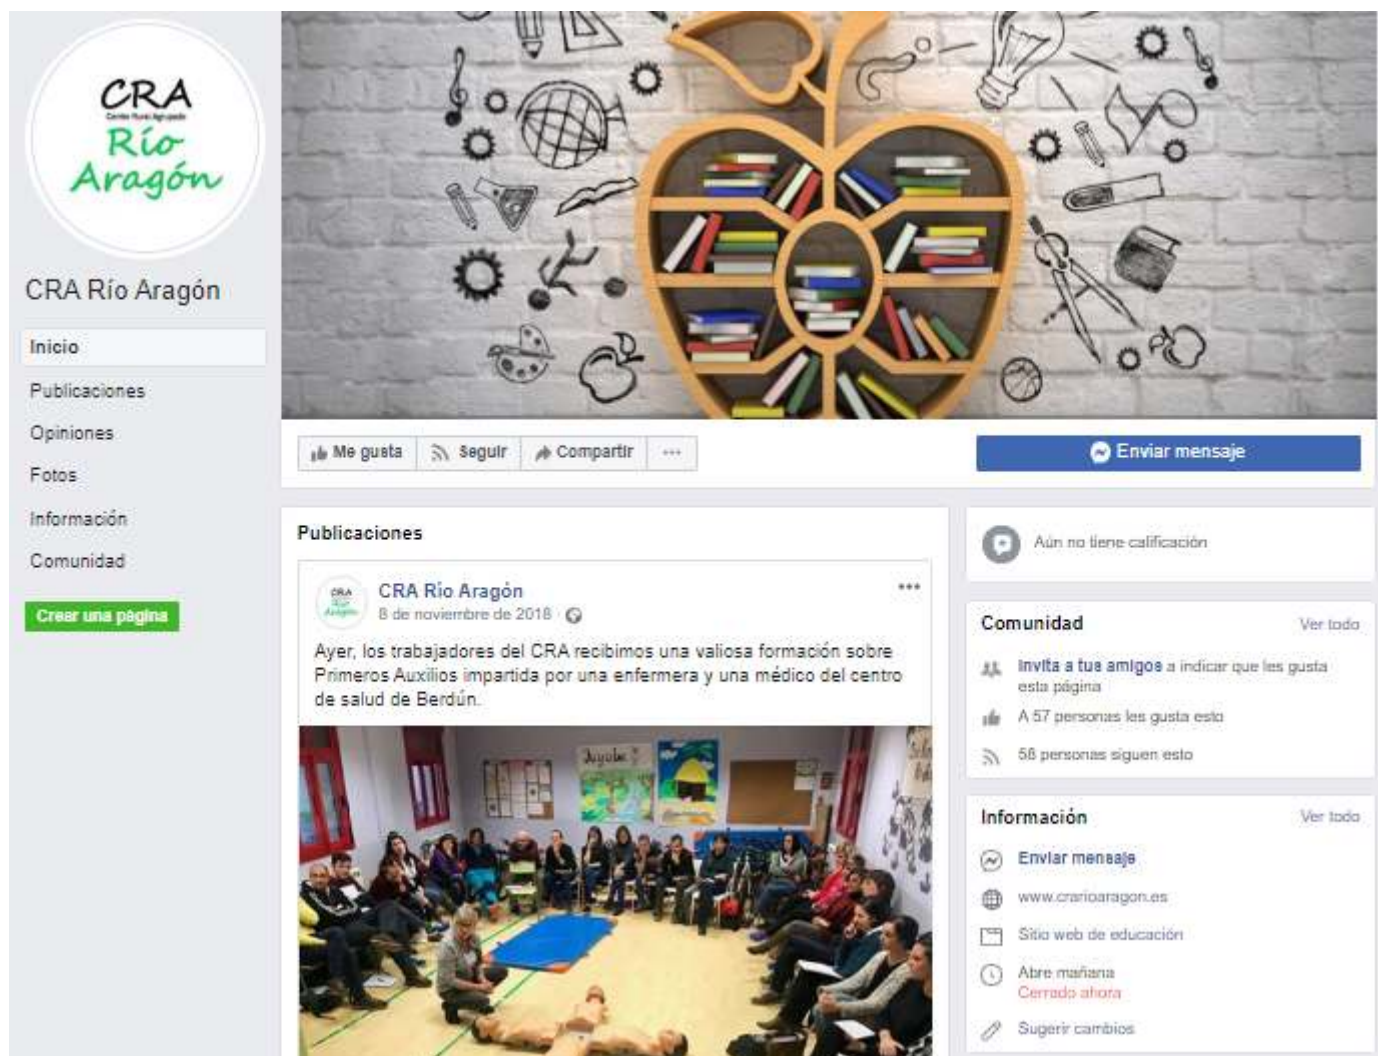 CRA
Centro Rural Agrupado
Río
Aragón
CRA Río Aragón
Inicio
Publicaciones
Opiniones
Fotos
Información
Comunidad
Crear una página
Me gusta
Seguir
Compartir
Enviar mensaje
Publicaciones
CRA Río Aragón
8 de noviembre de 2018
Ayer, los trabajadores del CRA recibimos una valiosa formación sobre
Primeros Auxilios impartida por una enfermera y una médico del centro
de salud de Berdún.
Aún no tiene calificación
Comunidad
Ver todo
Invita a tus amigos a indicar que les gusta
esta página
A 57 personas les gusta esto
58 personas siguen esto
Información
Ver todo
Enviar mensaje
www.crarioaragon.es
Sitio web de educación
Abre mañana
Cerrado ahora
Sugerir cambios